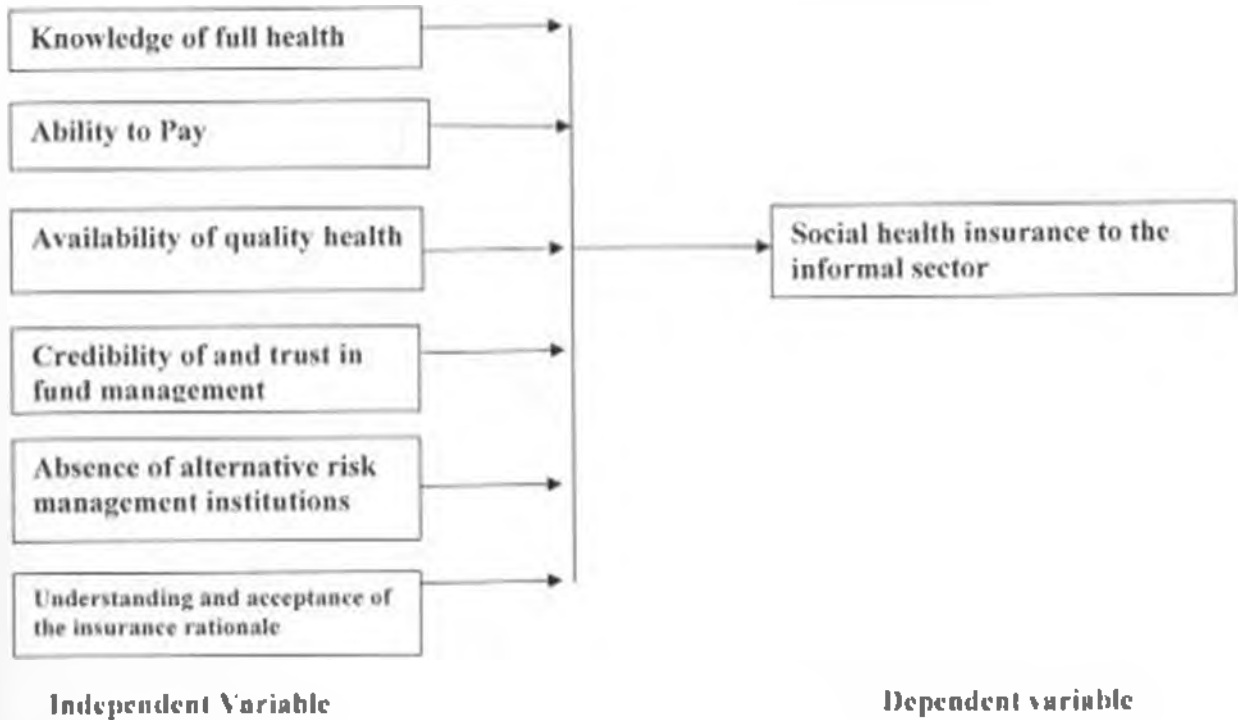 Knowledge of full health
Ability to Pay
Availability of quality health
Credibility of and trust in
fund management
Absence of alternative risk
management institutions
Understanding and acceptance of
the insurance rationale
Social health insurance to the
informal sector
Independent Variable
Dependent variable